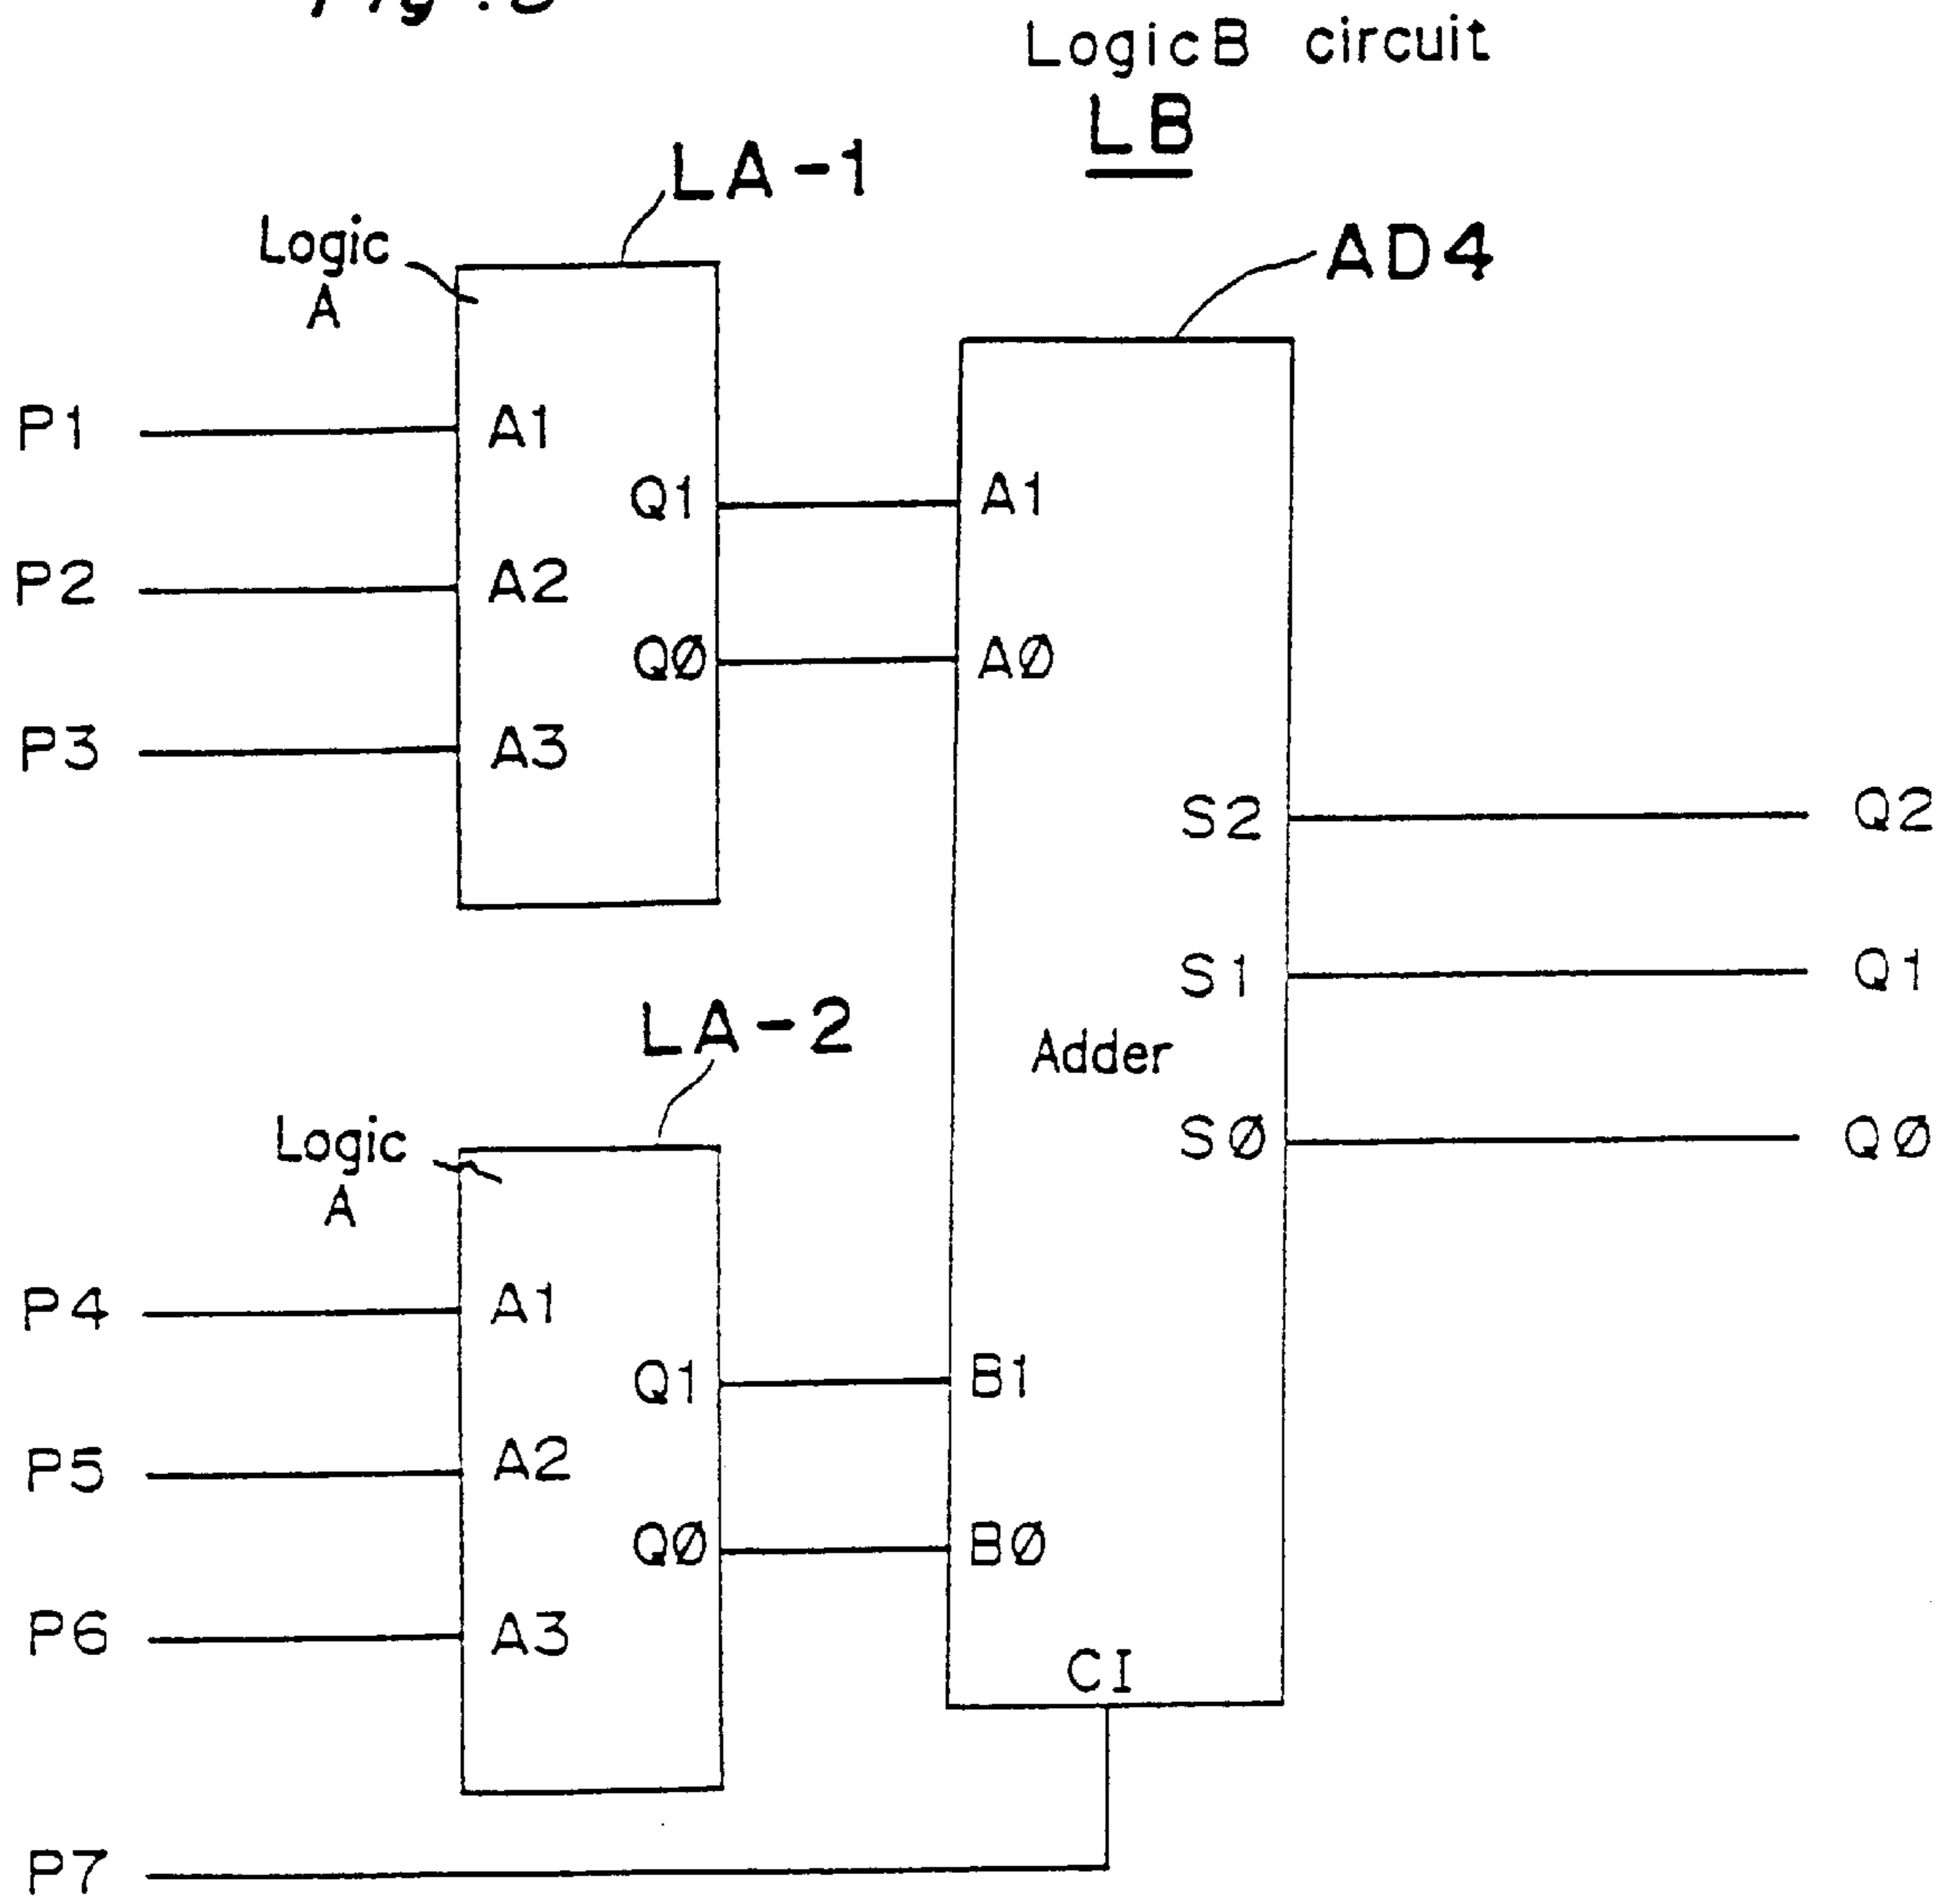 LogicB circuit
LB
LA-1
Logic
A
AD4
P1
A1
Q1
A1
P2
A2
Q0
A0
P3
A3
S2
Q2
S1
Q1
LA-2
Adder
S0
Q0
Logic
A
P4
A1
Q1
B1
P5
A2
Q0
B0
P6
A3
CI
P7